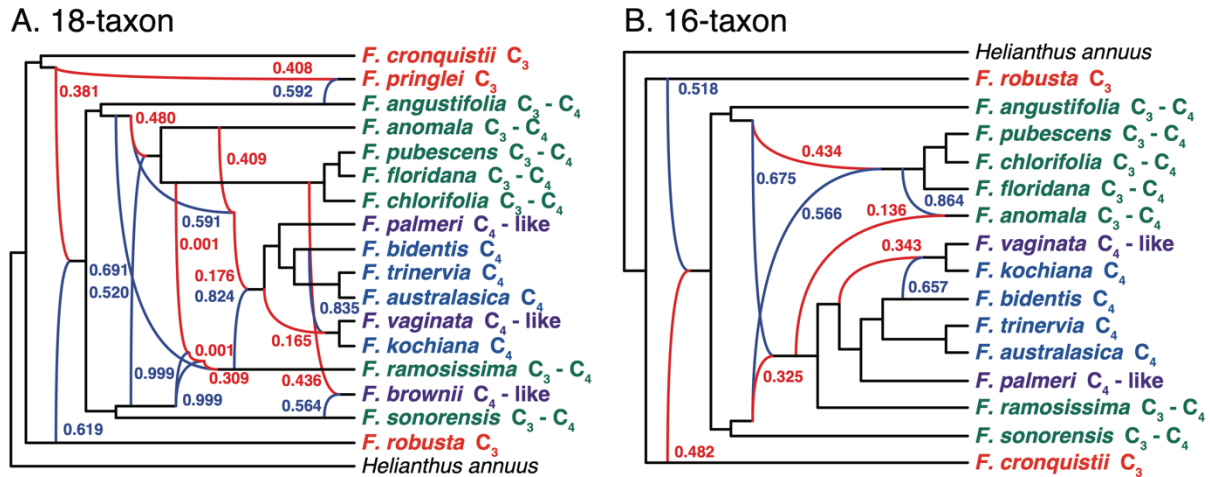 A. 18-taxon
F. cronquistii C3
0.408
0.381
F. pringlei C3
0.592
F. angustifolia C3 - C4
0.480
F. anomala C3 - C4
0.409
F. pubescens C3 - C4
F. floridana C3 - C4
F. chlorifolia C3 - C4
0.591
F. palmeri C4 - like
0.001
F. bidentis C4
0.691
0.176
F. trinervia C4
0.520
0.824
F. australasica C4
0.835
F. vaginata C4 - like
0.165
F. kochiana C4
0.001
F. ramosissima C3 - C4
0.999
0.309
0.436
F. brownii C4 - like
0.999
0.564
F. sonorensis C3 - C4
0.619
F. robusta C3
Helianthus annuus
B. 16-taxon
Helianthus annuus
F. robusta C3
0.518
F. angustifolia C3 - C4
F. pubescens C3 - C4
0.434
F. chlorifolia C3 - C4
0.675
F. floridana C3 - C4
0.864
0.566
0.136
F. anomala C3 - C4
0.343
F. vaginata C4 - like
F. kochiana C4
0.657
F. bidentis C4
F. trinervia C4
F. australasica C4
0.325
F. palmeri C4 - like
F. ramosissima C3 - C4
F. sonorensis C3 - C4
0.482
F. cronquistii C3